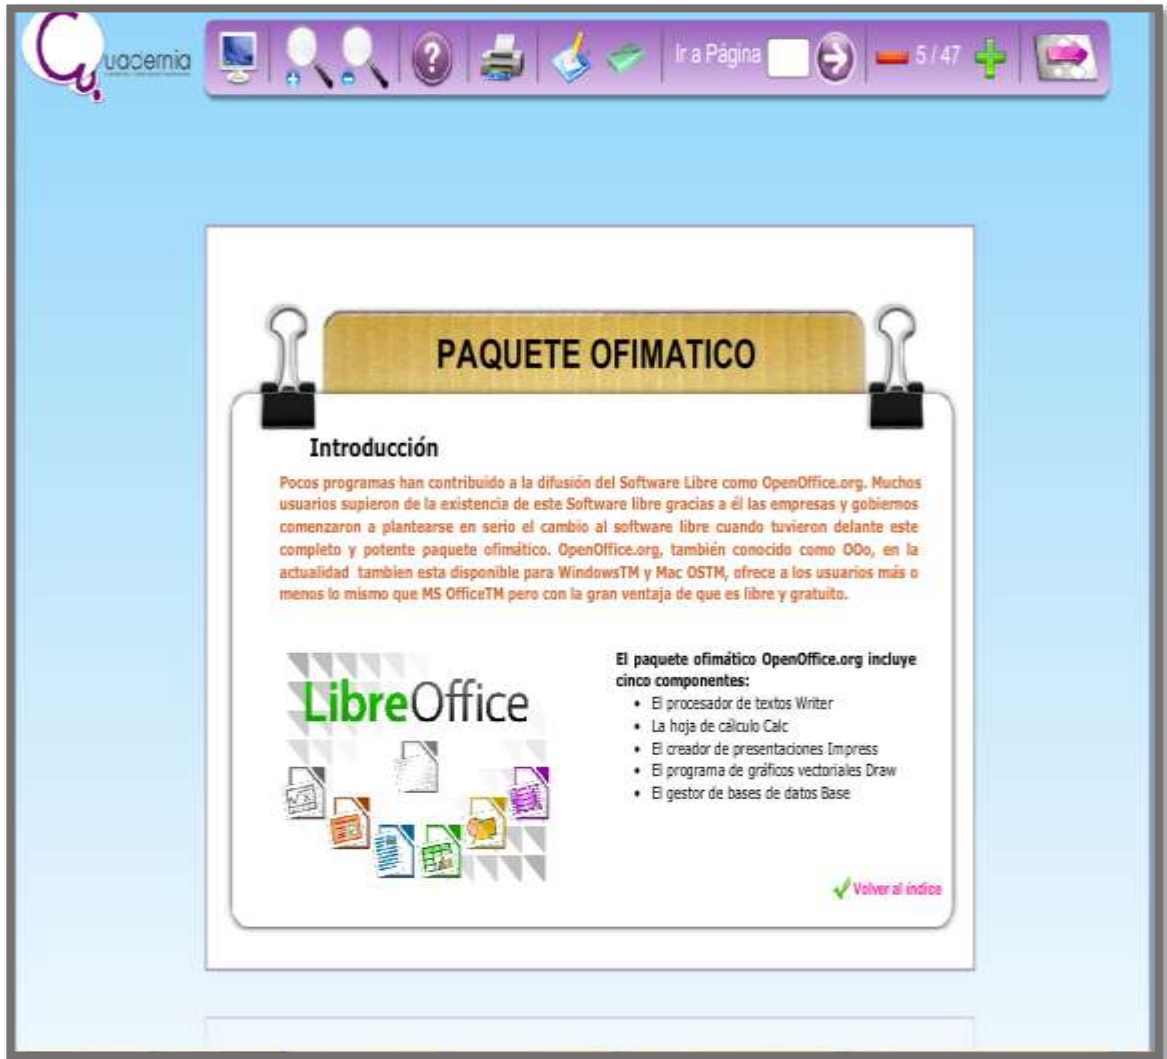 Cuadernia
Ir a Página
5 / 47
PAQUETE OFIMATICO
Introducción
Pocos programas han contribuido a la difusión del Software Libre como OpenOffice.org. Muchos
usuarios supieron de la existencia de este Software libre gracias a él las empresas y gobiernos
comenzaron a plantearse en serio el cambio al software libre cuando tuvieron delante este
completo y potente paquete ofimático. OpenOffice.org, también conocido como OOo, en la
actualidad tambien esta disponible para WindowsTM y Mac OSTM, ofrece a los usuarios más o
menos lo mismo que MS OfficeTM pero con la gran ventaja de que es libre y gratuito.
LibreOffice
El paquete ofimático OpenOffice.org incluye
cinco componentes:
• El procesador de textos Writer
• La hoja de cálculo Calc
• El creador de presentaciones Impress
• El programa de gráficos vectoriales Draw
• El gestor de bases de datos Base
Volver al índice